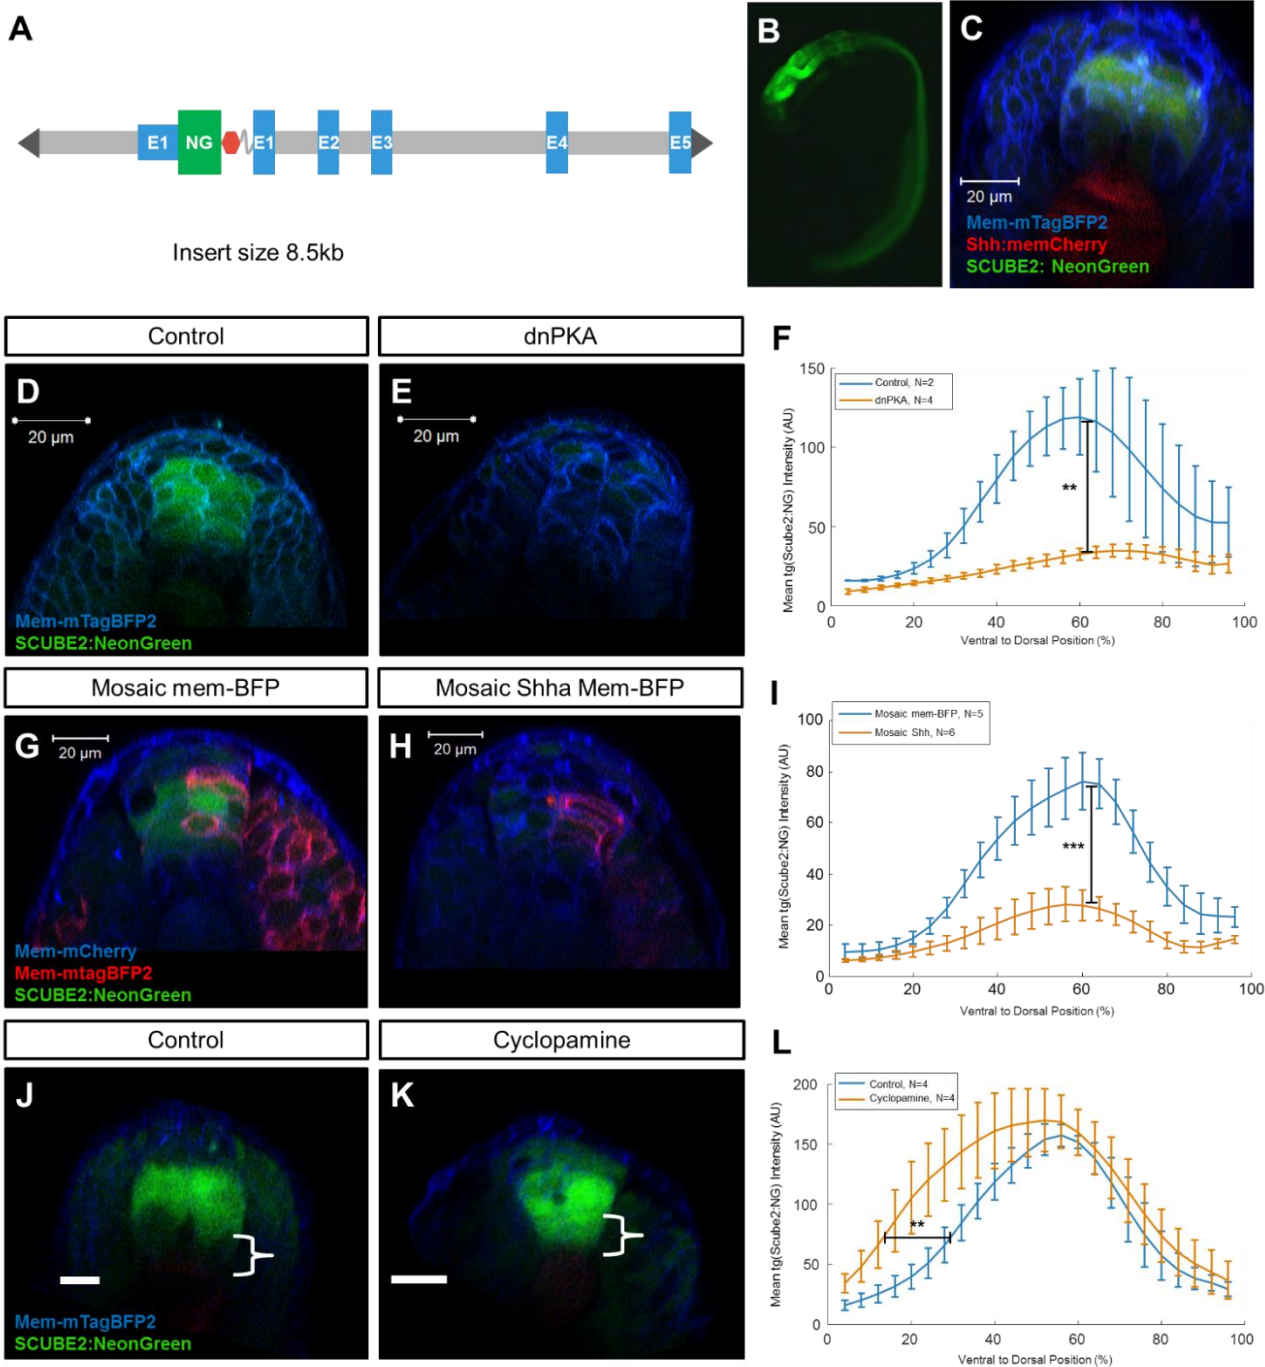 A
E1 NG E1 E2 E3 E4 E5
Insert size 8.5kb
B
C
20 µm
Mem-mTagBFP2
Shh:memCherry
SCUBE2: NeonGreen
Control
dnPKA
D
20 µm
Mem-mTagBFP2
SCUBE2:NeonGreen
E
20 µm
F
Mean tg(Scube2:NG) Intensity (AU)
150
100
50
0
Control, N=2
dnPKA, N=4
**
0 20 40 60 80 100
Ventral to Dorsal Position (%)
Mosaic mem-BFP
Mosaic Shha Mem-BFP
G
20 µm
Mem-mCherry
Mem-mtagBFP2
SCUBE2:NeonGreen
H
20 µm
I
Mean tg(Scube2:NG) Intensity (AU)
100
80
60
40
20
0
Mosaic mem-BFP, N=5
Mosaic Shh, N=6
***
0 20 40 60 80 100
Ventral to Dorsal Position (%)
Control
Cyclopamine
J
Mem-mTagBFP2
SCUBE2:NeonGreen
K
L
Mean tg(Scube2:NG) Intensity (AU)
200
150
100
50
0
Control, N=4
Cyclopamine, N=4
**
0 20 40 60 80 100
Ventral to Dorsal Position (%)